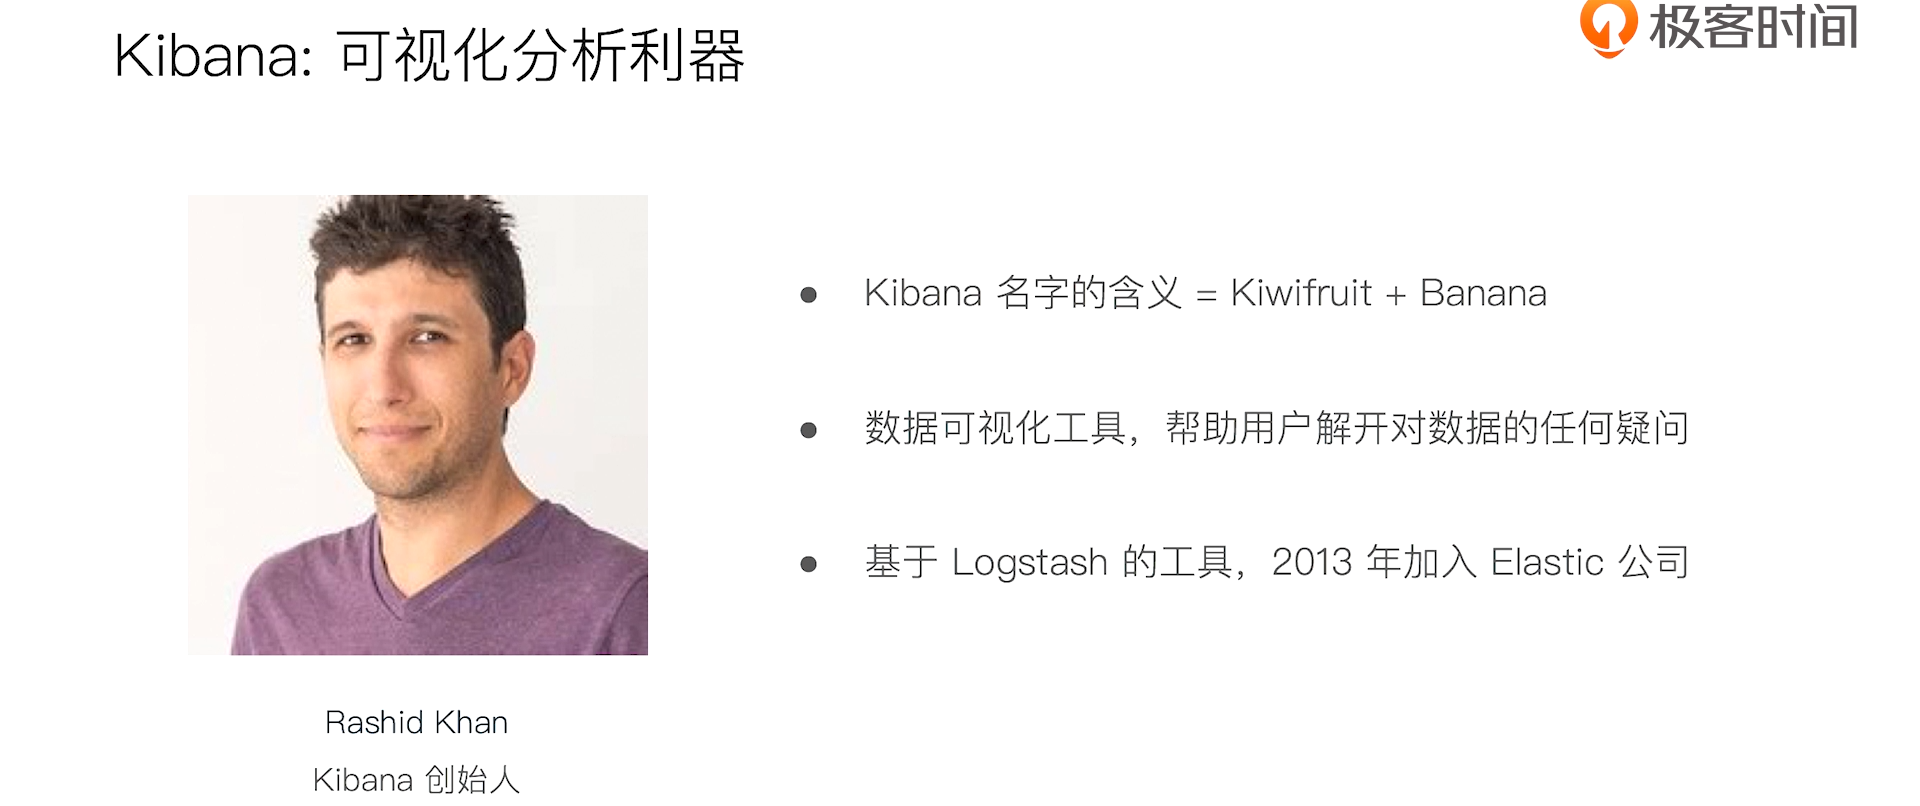 Kibana: 可视化分析利器
极客时间
Kibana 名字的含义 = Kiwifruit + Banana
数据可视化工具，帮助用户解开对数据的任何疑问
基于 Logstash 的工具，2013 年加入 Elastic 公司
Rashid Khan
Kibana 创始人